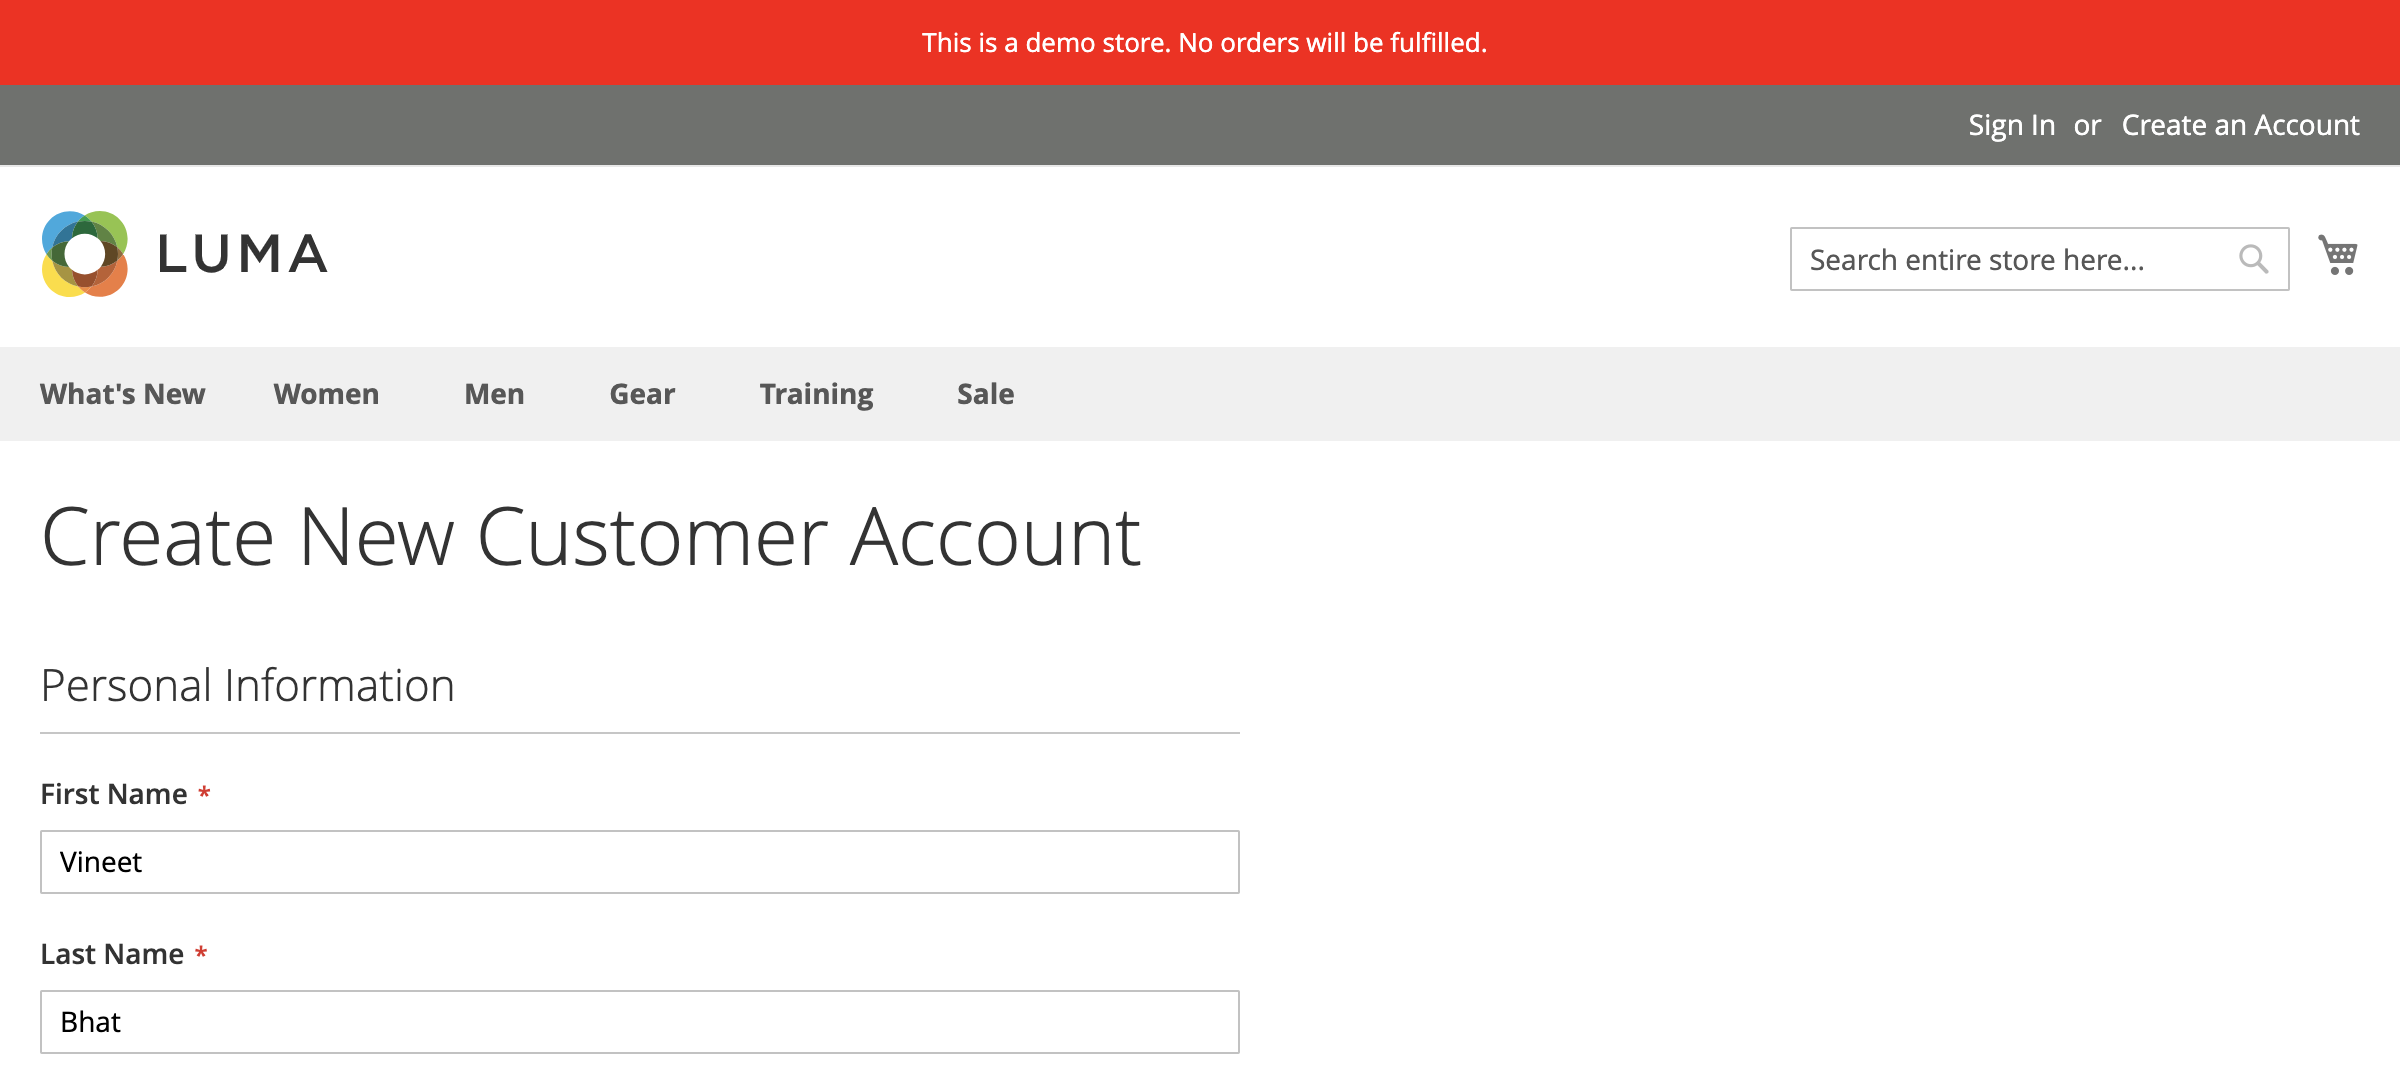 This is a demo store. No orders will be fulfilled.
Sign In or Create an Account
LUMA
Search entire store here...
What's New Women Men Gear Training Sale
Create New Customer Account
Personal Information
First Name *
Vineet
Last Name *
Bhat